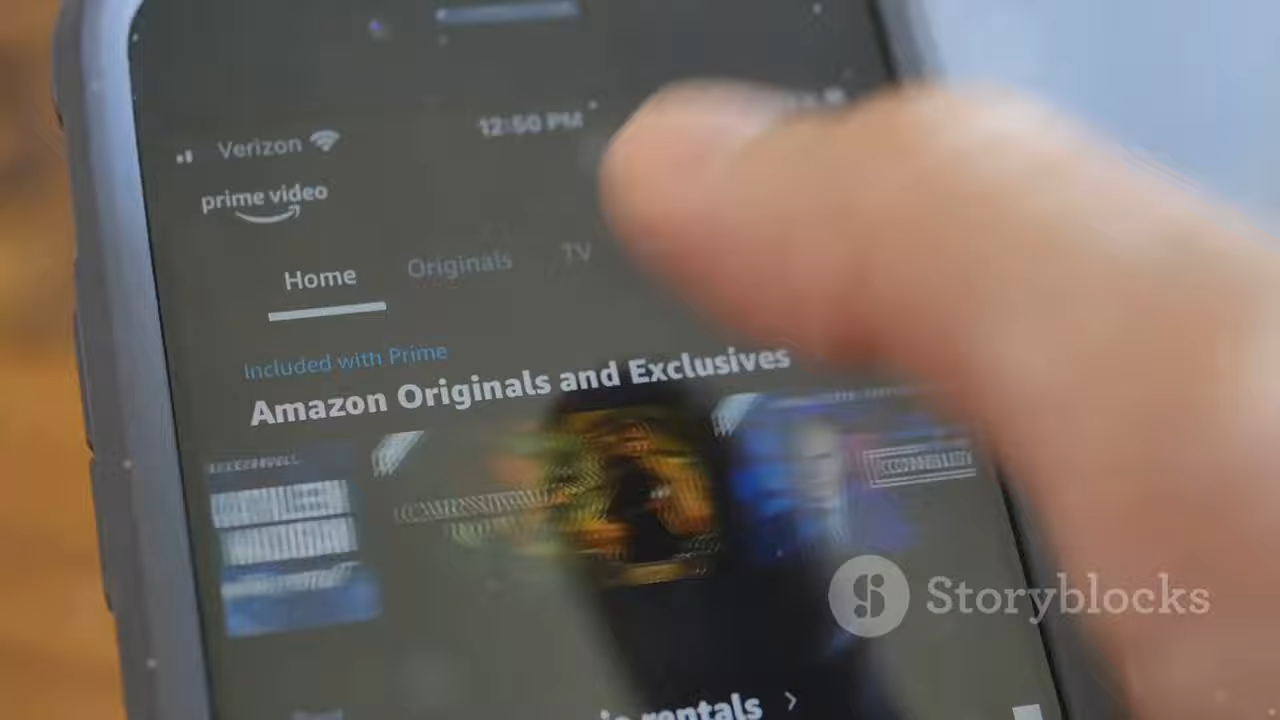 12:50 PM
Verizon
prime video
Home Originals TV
Included with Prime
Amazon Originals and Exclusives
Storyblocks
rentals >